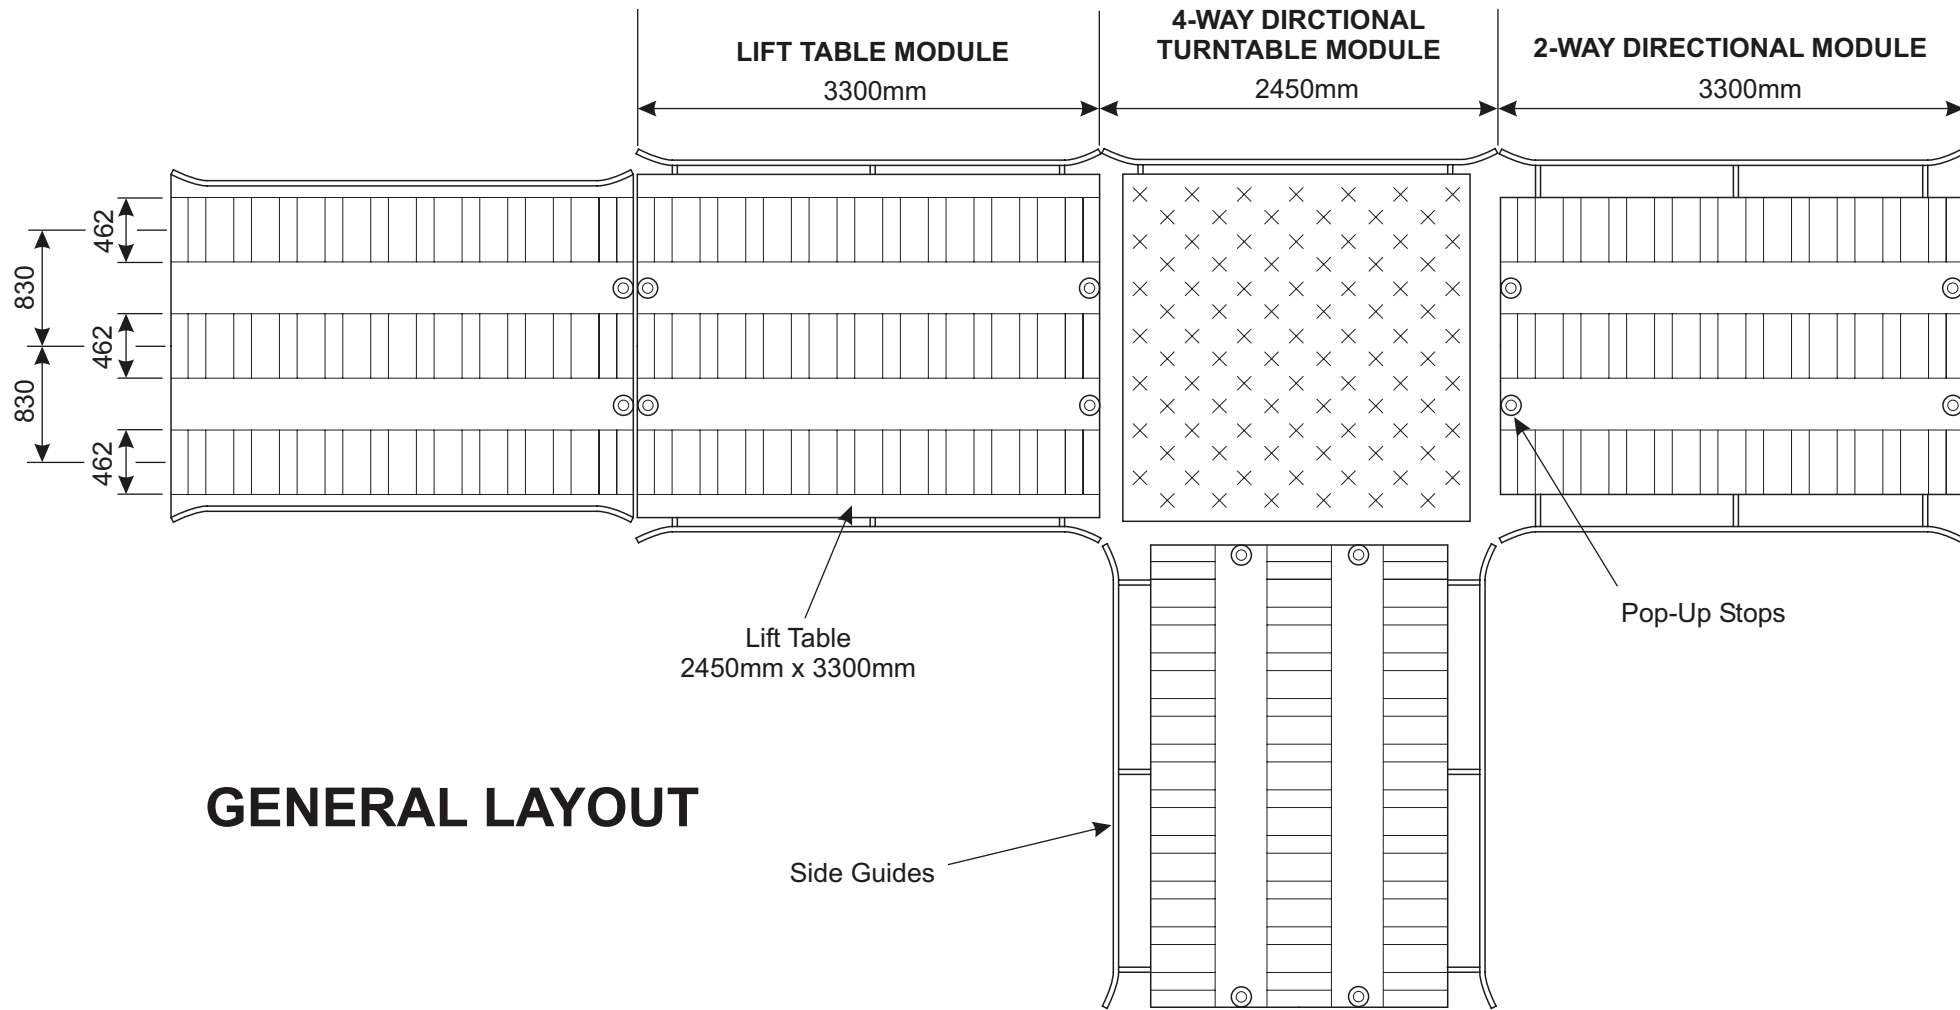 LIFT TABLE MODULE
3300mm
4-WAY DIRCTIONAL
TURNTABLE MODULE
2450mm
2-WAY DIRECTIONAL MODULE
3300mm
462
830
462
830
462
Lift Table
2450mm x 3300mm
Pop-Up Stops
GENERAL LAYOUT
Side Guides